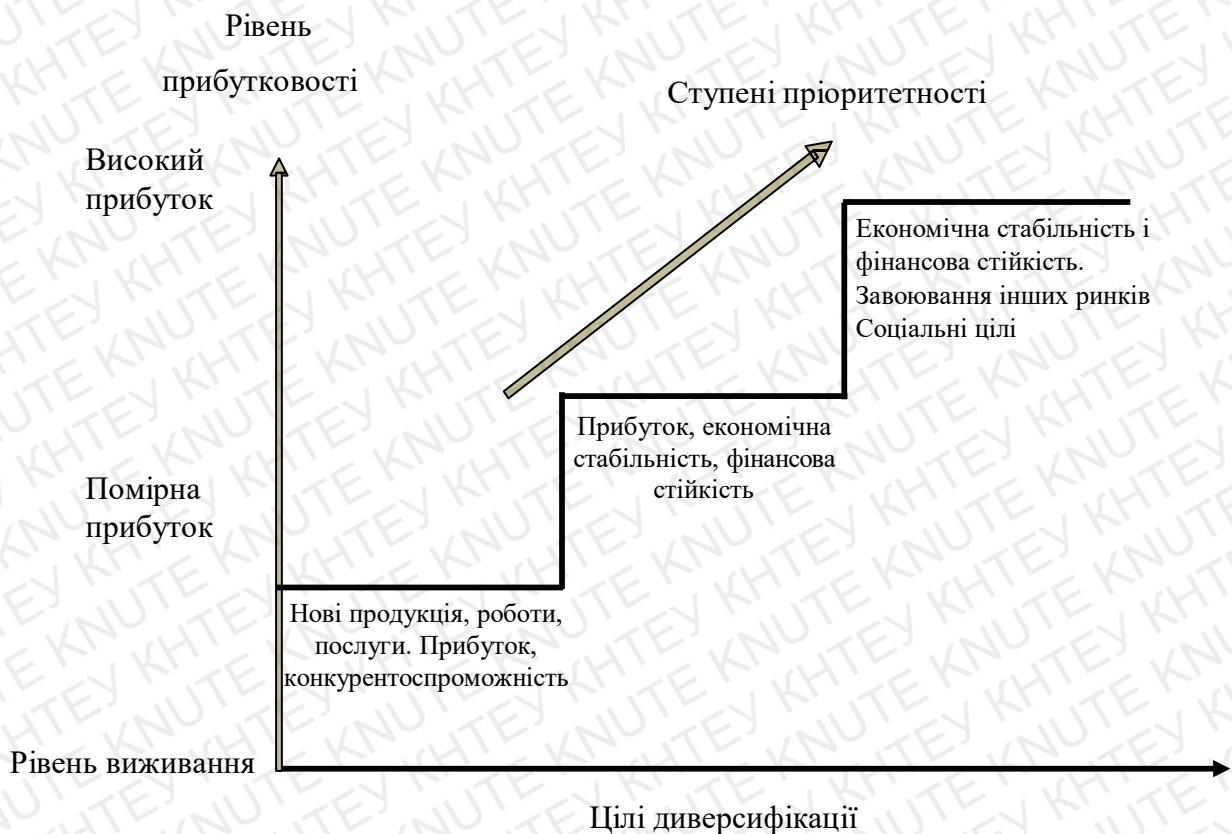 Рівень
прибутковості
Ступені пріоритетності
Високий
прибуток
Економічна стабільність і
фінансова стійкість.
Завоювання інших ринків
Соціальні цілі
Прибуток, економічна
стабільність, фінансова
стійкість
Помірна
прибуток
Нові продукція, роботи,
послуги. Прибуток,
конкурентоспроможність
Рівень виживання
Цілі диверсифікації